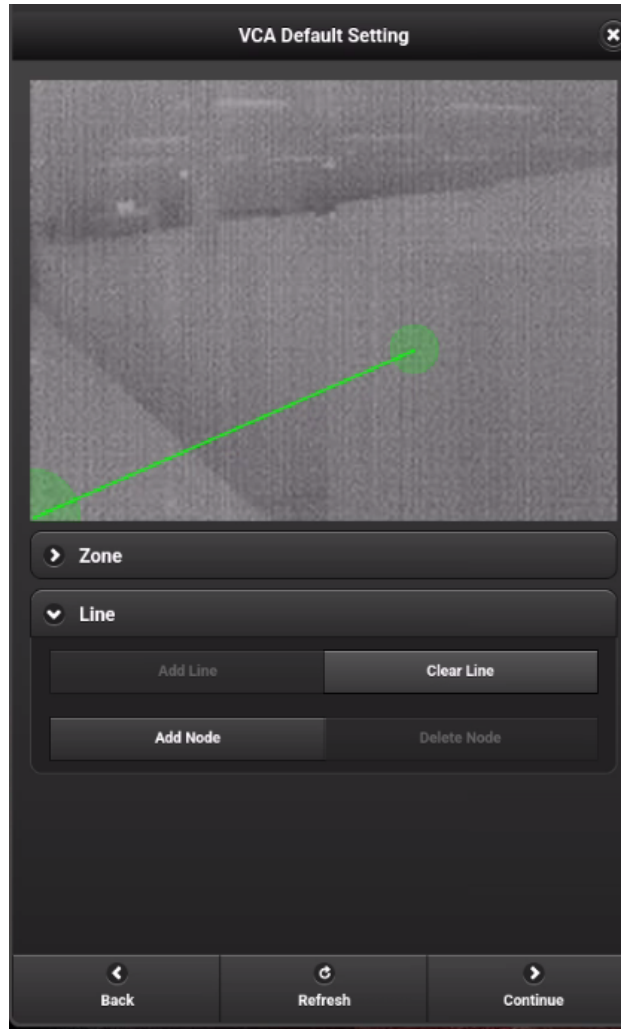 VCA Default Setting
Zone
Line
Add Line Clear Line
Add Node Delete Node
Back Refresh Continue